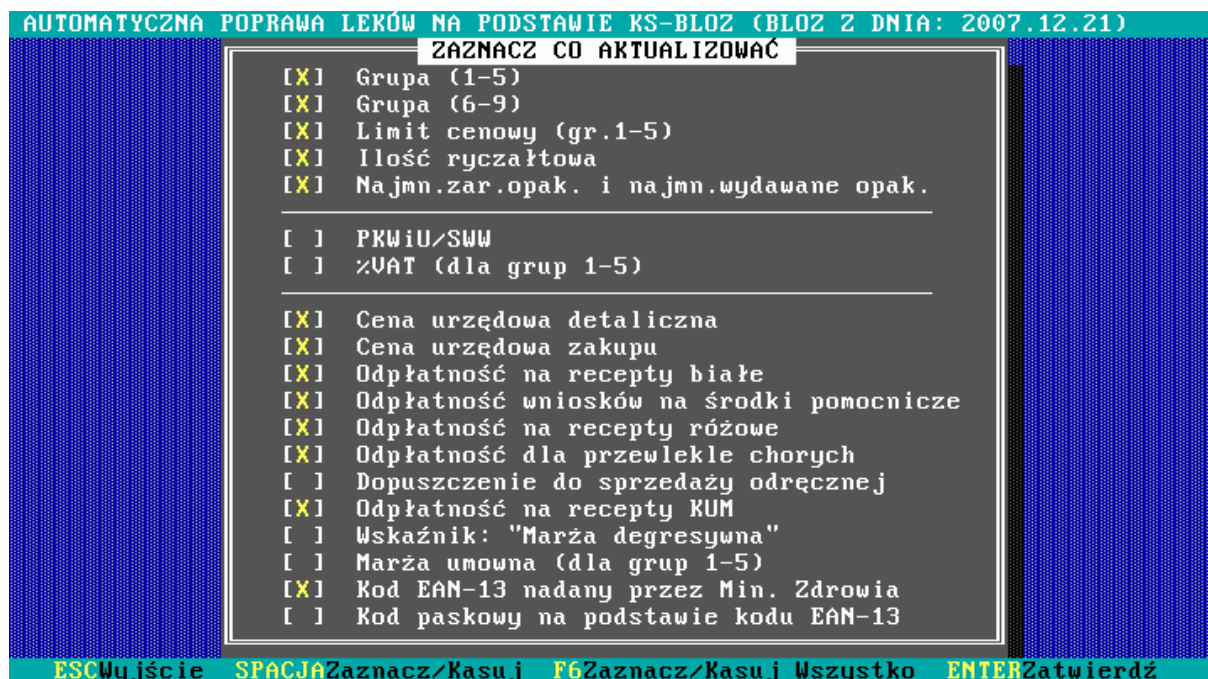 AUTOMATYCZNA POPRAWA LEKÓW NA PODSTAWIE KS-BLOZ (BLOZ Z DNIA: 2007.12.21)
ZAZNACZ CO AKTUALIZOWAĆ
[X] Grupa (1-5)
[X] Grupa (6-9)
[X] Limit cenowy (gr.1-5)
[X] Ilość ryczałtowa
[X] Najmn.zar.opak. i najmn.wydawane opak.
[ ] PKWiU/SWW
[ ] %VAT (dla grup 1-5)
[X] Cena urzędowa detaliczna
[X] Cena urzędowa zakupu
[X] Odpłatność na recepty białe
[X] Odpłatność wniosków na środki pomocnicze
[X] Odpłatność na recepty różowe
[X] Odpłatność dla przewlekle chorych
[ ] Dopuszczenie do sprzedaży odręcznej
[X] Odpłatność na recepty KUM
[ ] Wskaźnik: "Marża degresywna"
[ ] Marża umowna (dla grup 1-5)
[X] Kod EAN-13 nadany przez Min. Zdrowia
[ ] Kod paskowy na podstawie kodu EAN-13
ESCWyjście SPACJAZaznacz/Kasuj F6Zaznacz/Kasuj Wszystko ENTERZatwierdź